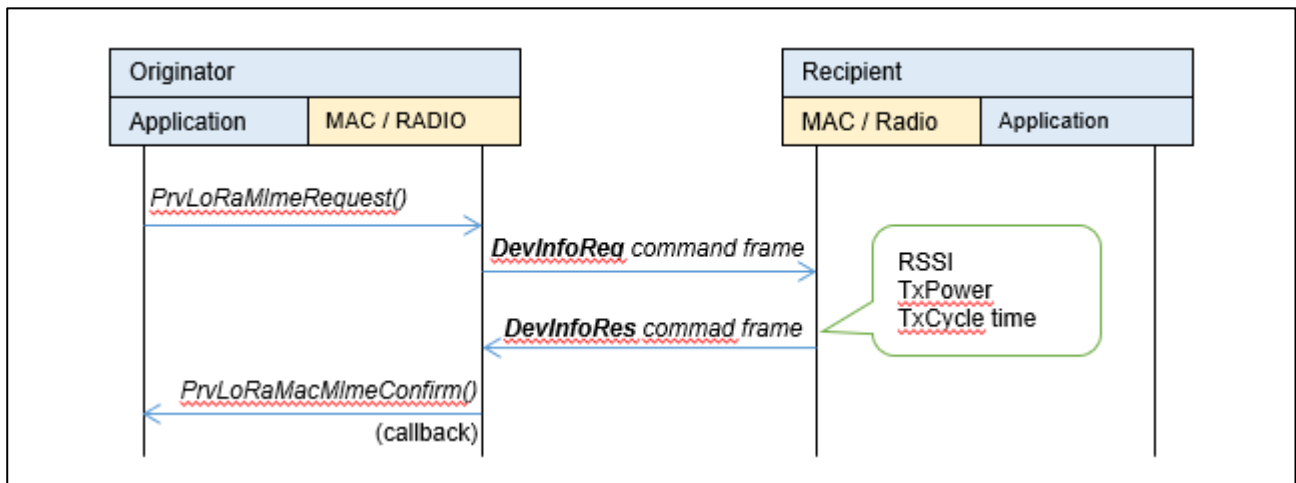 Originator
Recipient
Application
MAC / RADIO
MAC / Radio
Application
PrvLoRaMlmeRequest()
DevInfoReq command frame
RSSI
TxPower
TxCycle time
DevInfoRes commad frame
PrvLoRaMacMlmeConfirm()
(callback)